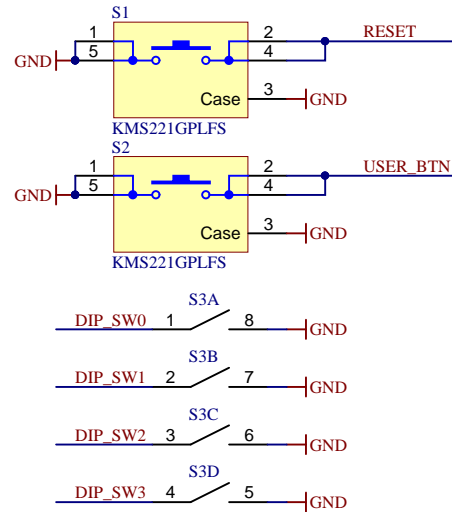 S1
1 2 RESET
GND 5 4
Case 3 GND
KMS221GPLFS
S2
1 2 USER_BTN
GND 5 4
Case 3 GND
KMS221GPLFS
S3A
DIP_SW0 1 8 GND
S3B
DIP_SW1 2 7 GND
S3C
DIP_SW2 3 6 GND
S3D
DIP_SW3 4 5 GND